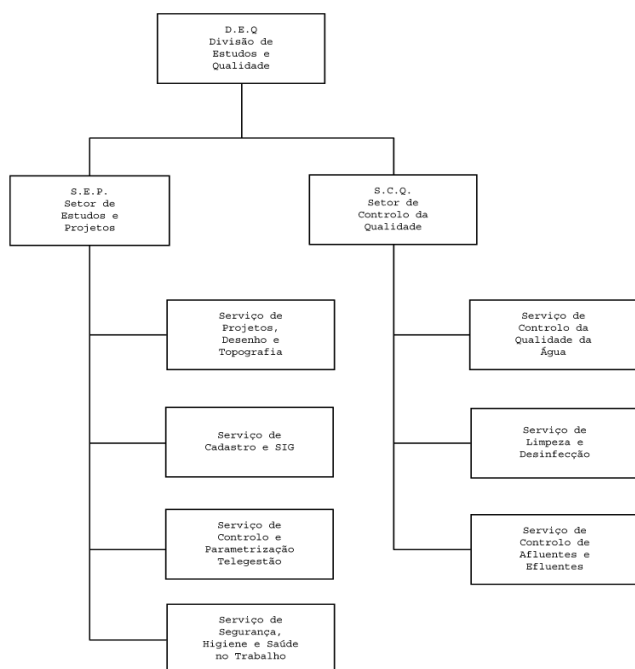 D.E.Q
Divisão de
Estudos e
Qualidade
S.E.P.
Setor de
Estudos e
Projetos
S.C.Q.
Setor de
Controlo da
Qualidade
Serviço de
Projetos,
Desenho e
Topografia
Serviço de
Controlo da
Qualidade da
Água
Serviço de
Cadastro e SIG
Serviço de
Limpeza e
Desinfecção
Serviço de
Controlo e
Parametrização
Telegestão
Serviço de
Controlo de
Afluentes e
Efluentes
Serviço de
Segurança,
Higiene e Saúde
no Trabalho